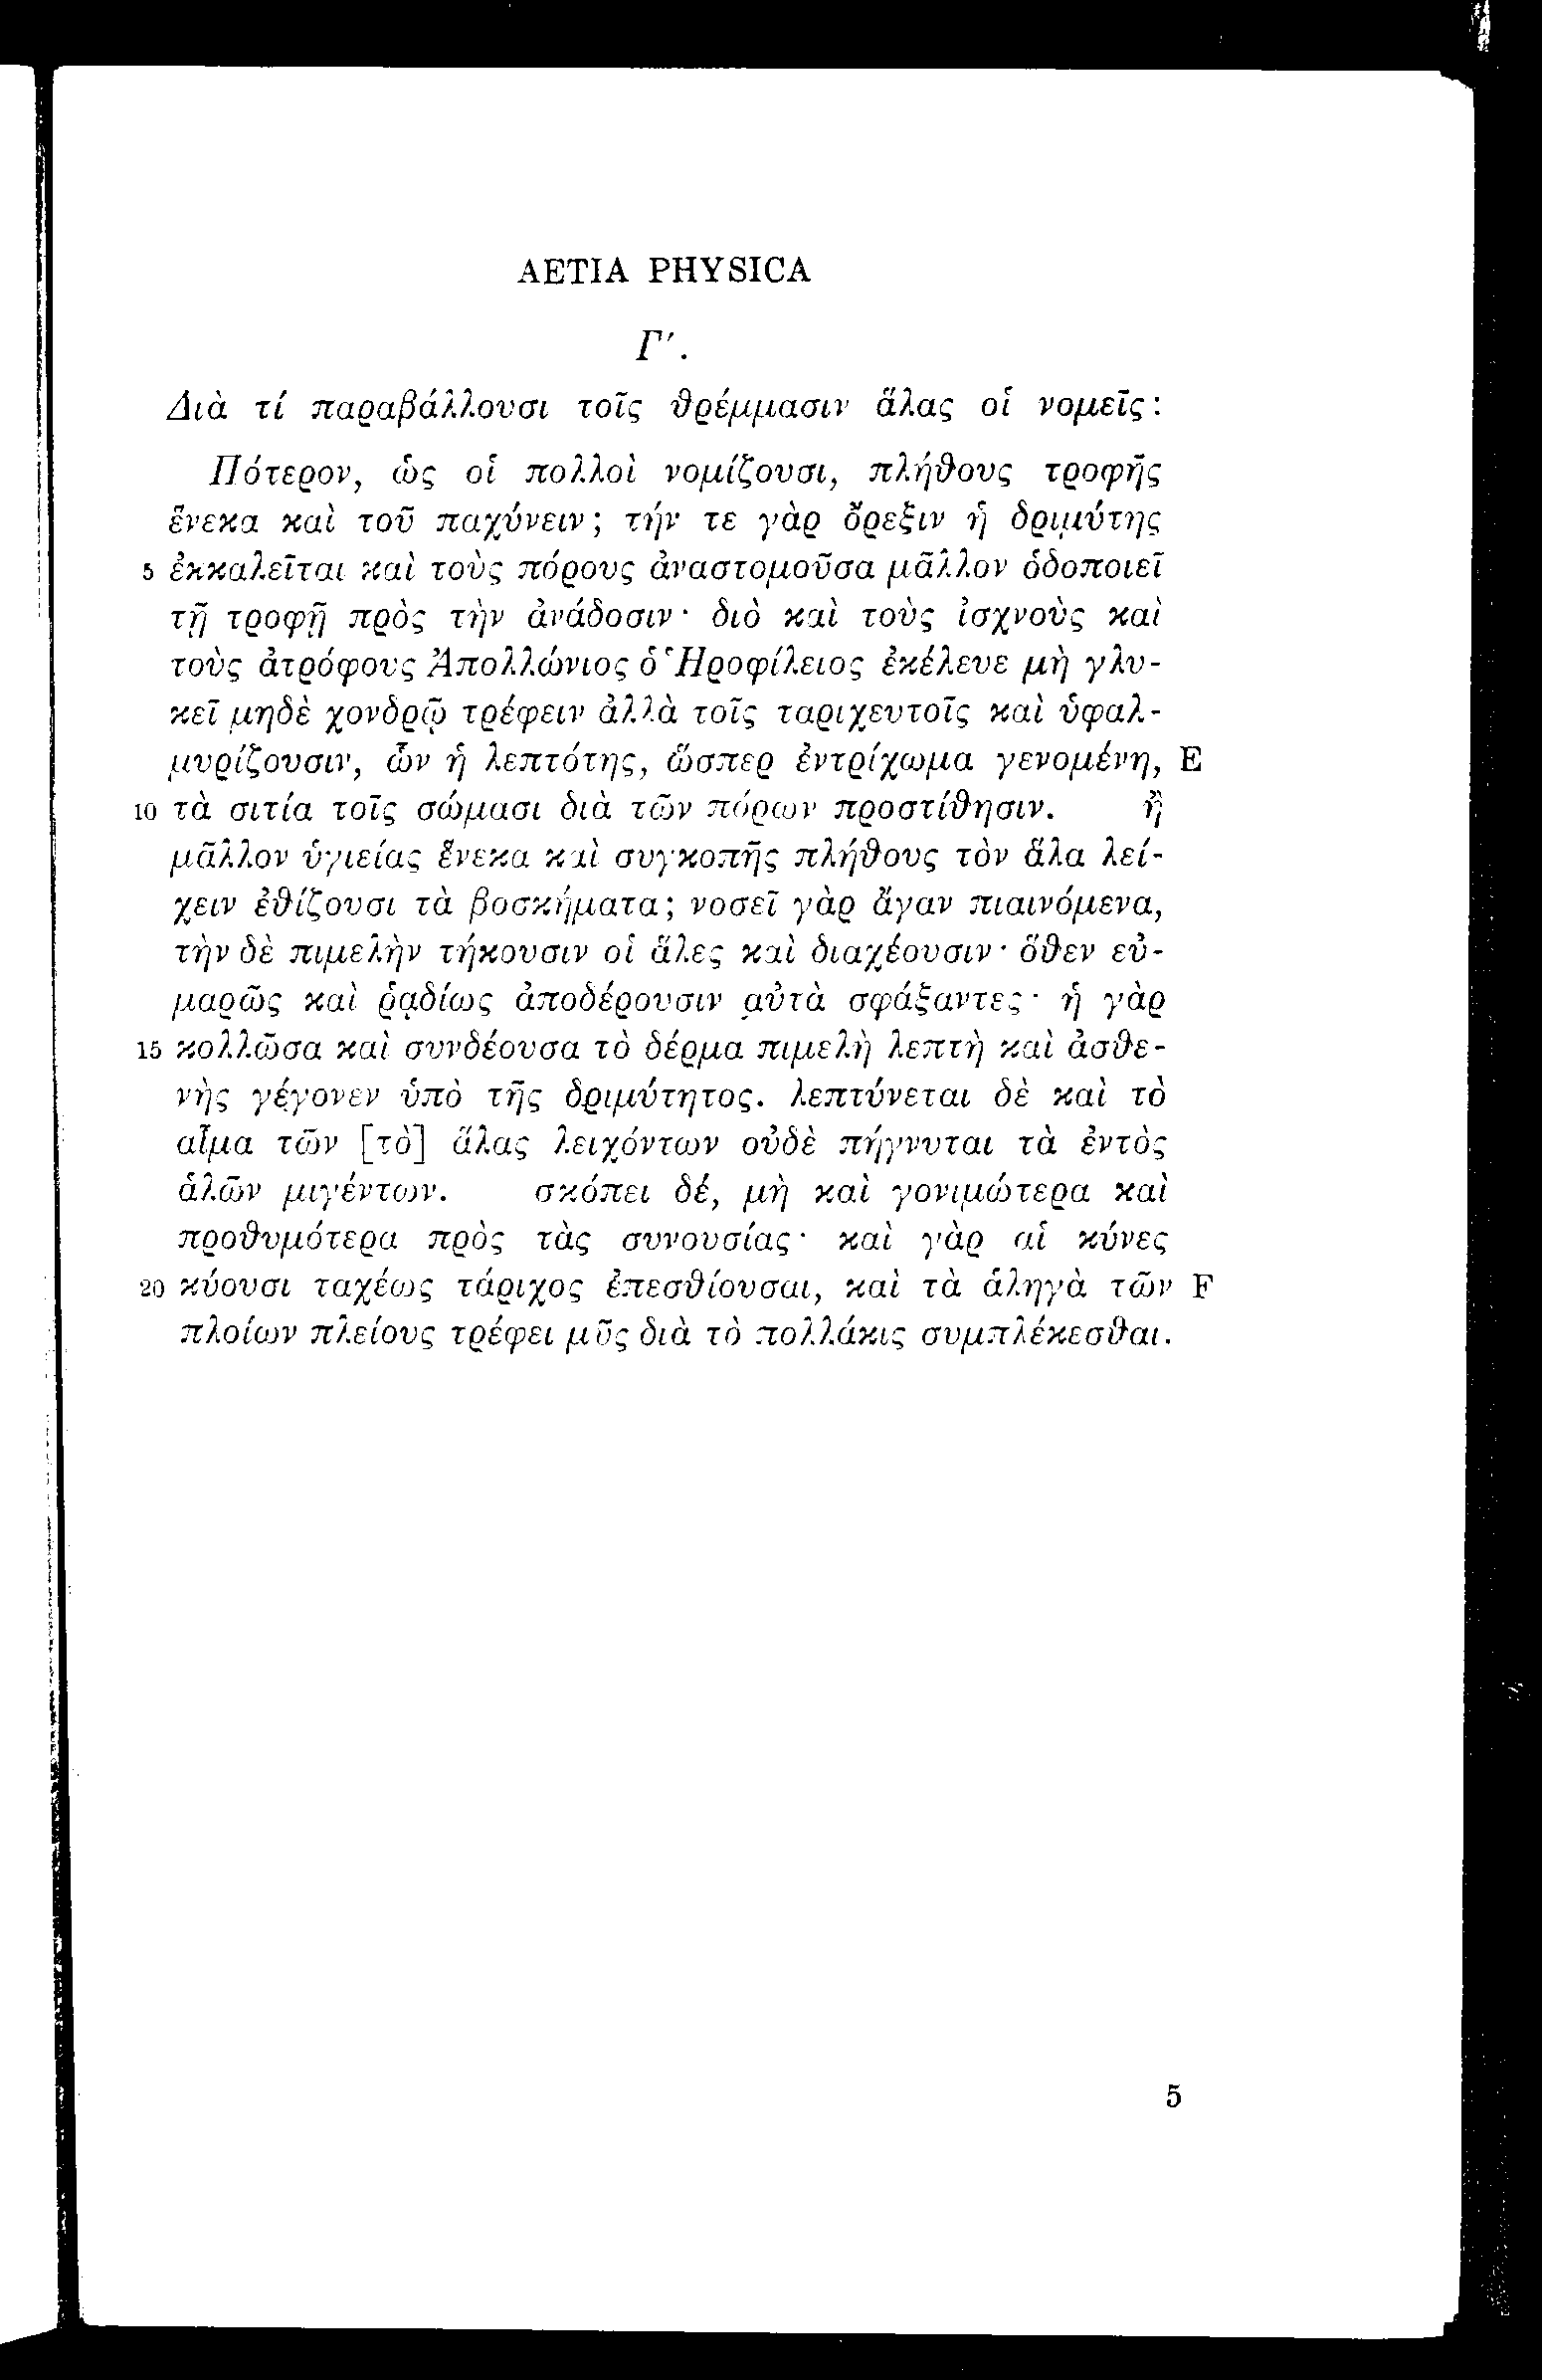 AETIA PHYSICA
Γ′.
Διὰ τί παραβάλλουσι τοῖς θρέμμασιν ἅλας οἱ νομεῖς:
Πότερον, ὡς οἱ πολλοὶ νομίζουσι, πλήθους τροφῆς
ἕνεκα καὶ τοῦ παχύνειν; τήν τε γὰρ ὄρεξιν ἡ δριμύτης
5 ἐκκαλεῖται καὶ τοὺς πόρους ἀναστομοῦσα μᾶλλον ὁδοποιεῖ
τῇ τροφῇ πρὸς τὴν ἀνάδοσιν· διὸ καὶ τοὺς ἰσχνοὺς καὶ
τοὺς ἀτρόφους Ἀπολλώνιος ὁ Ἡροφίλειος ἐκέλευε μὴ γλυ-
κεῖ μηδὲ χονδρῷ τρέφειν ἀλλὰ τοῖς ταριχευτοῖς καὶ ὑφαλ-
μυρίζουσιν, ὧν ἡ λεπτότης, ὥσπερ ἐντρίχωμα γενομένη, E
10 τὰ σιτία τοῖς σώμασι διὰ τῶν πόρων προστίθησιν. ἢ
μᾶλλον ὑγιείας ἕνεκα καὶ συγκοπῆς πλήθους τὸν ἅλα λεί-
χειν ἐθίζουσι τὰ βοσκήματα; νοσεῖ γὰρ ἄγαν πιαινόμενα,
τὴν δὲ πιμελὴν τήκουσιν οἱ ἅλες καὶ διαχέουσιν· ὅθεν εὐ-
μαρῶς καὶ ῥᾳδίως ἀποδέρουσιν αὐτὰ σφάξαντες· ἡ γὰρ
15 κολλῶσα καὶ συνδέουσα τὸ δέρμα πιμελὴ λεπτὴ καὶ ἀσθε-
νὴς γέγονεν ὑπὸ τῆς δριμύτητος. λεπτύνεται δὲ καὶ τὸ
αἷμα τῶν [τὸ] ἅλας λειχόντων οὐδὲ πήγνυται τὰ ἐντὸς
ἁλῶν μιγέντων. σκόπει δέ, μὴ καὶ γονιμώτερα καὶ
προθυμότερα πρὸς τὰς συνουσίας· καὶ γὰρ αἱ κύνες
20 κύουσι ταχέως τάριχος ἐπεσθίουσαι, καὶ τὰ ἁληγὰ τῶν F
πλοίων πλείους τρέφει μῦς διὰ τὸ πολλάκις συμπλέκεσθαι.
5